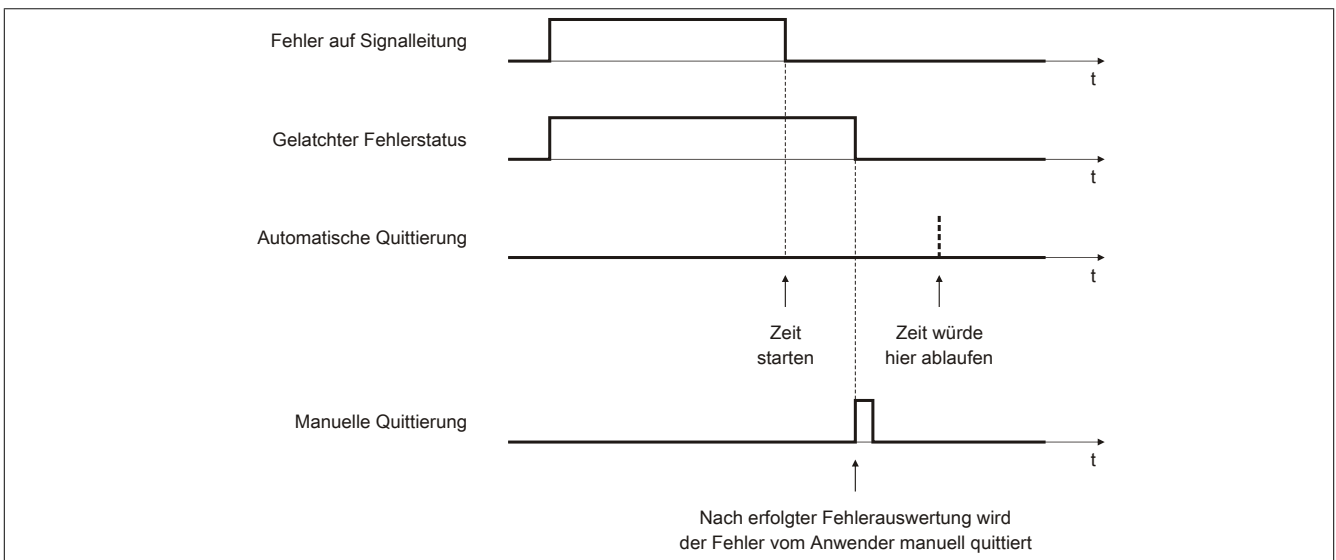 Fehler auf Signalleitung
t
Gelatchter Fehlerstatus
t
Automatische Quittierung
t
Zeit
starten
Zeit würde
hier ablaufen
Manuelle Quittierung
t
Nach erfolgter Fehlerauswertung wird
der Fehler vom Anwender manuell quittiert